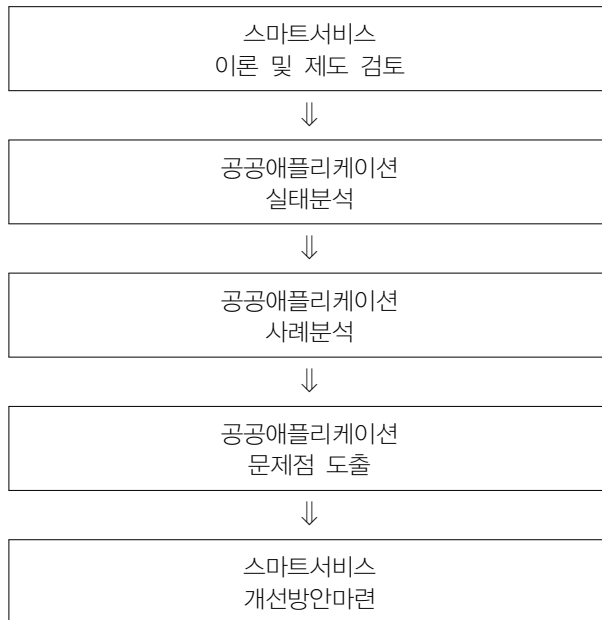 스마트서비스
이론 및 제도 검토
⇓
공공애플리케이션
실태분석
⇓
공공애플리케이션
사례분석
⇓
공공애플리케이션
문제점 도출
⇓
스마트서비스
개선방안마련